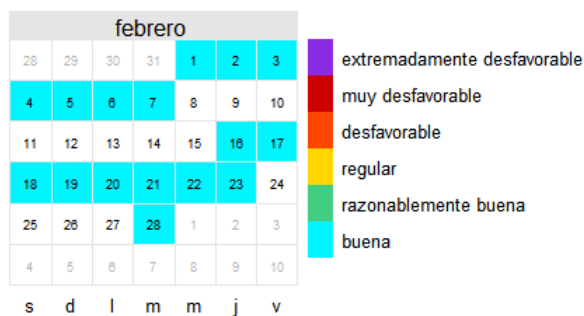 febrero
28 29 30 31 1 2 3
4 5 6 7 8 9 10
11 12 13 14 15 16 17
18 19 20 21 22 23 24
25 26 27 28 1 2 3
4 5 6 7 8 9 10
s d l m m j v
extremadamente desfavorable
muy desfavorable
desfavorable
regular
razonablemente buena
buena